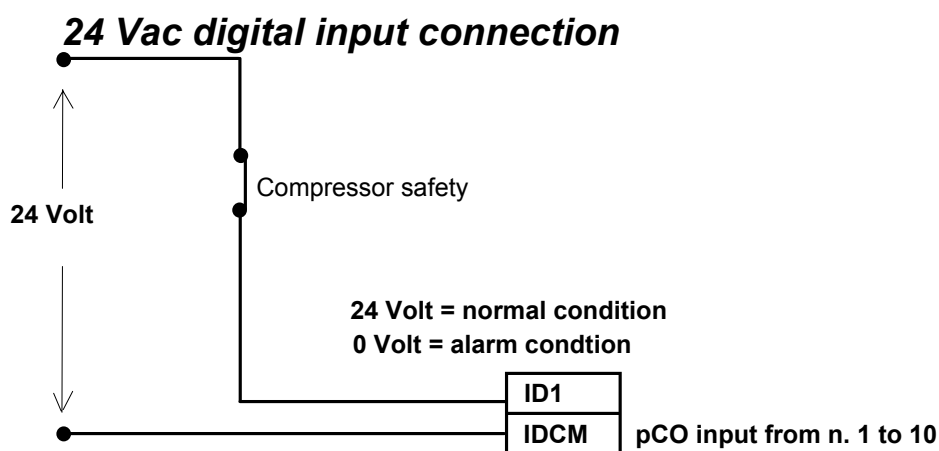 24 Vac digital input connection
Compressor safety
24 Volt
24 Volt = normal condition
0 Volt = alarm condtion
ID1
IDCM pCO input from n. 1 to 10